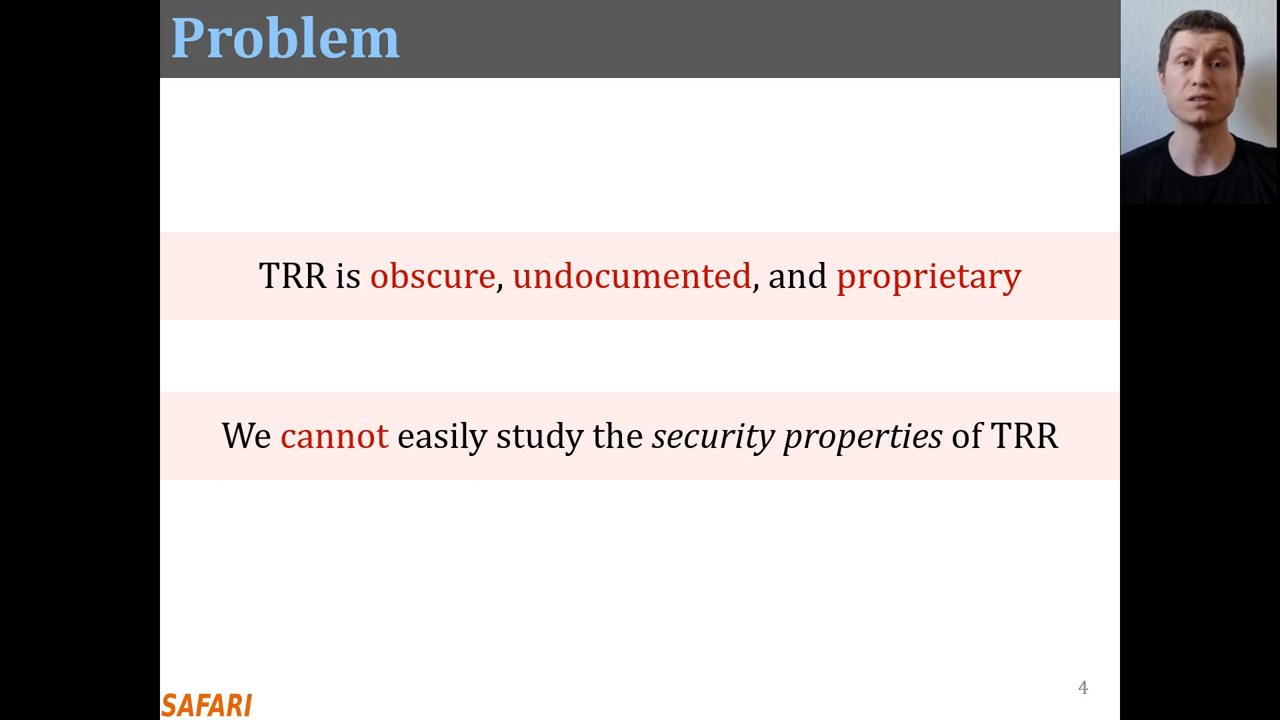 Problem
TRR is obscure, undocumented, and proprietary
We cannot easily study the security properties of TRR
4
SAFARI